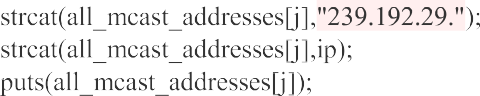 strcat(all_mcast_addresses[j],"239.192.29.");
strcat(all_mcast_addresses[j],ip);
puts(all_mcast_addresses[j]);